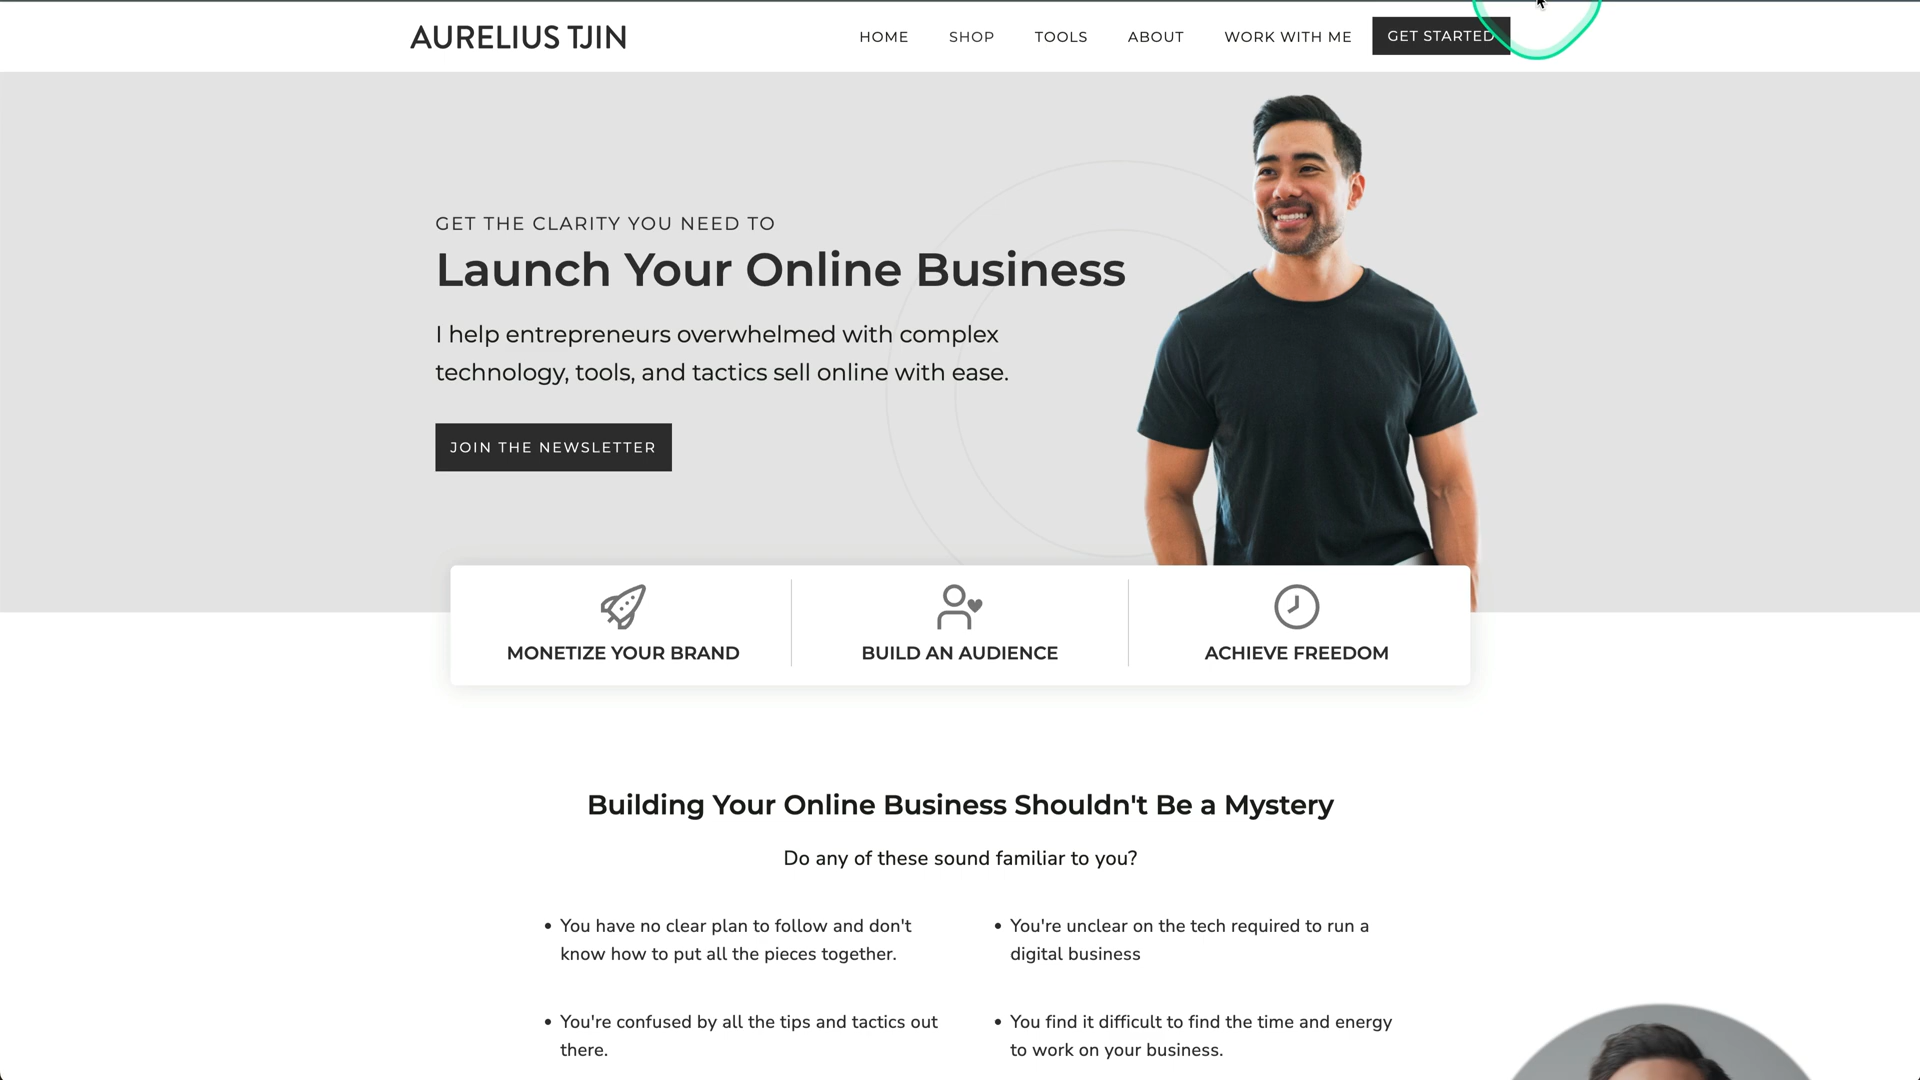 AURELIUS TJIN
HOME
SHOP
TOOLS
ABOUT
WORK WITH ME
GET STARTED
GET THE CLARITY YOU NEED TO
Launch Your Online Business
I help entrepreneurs overwhelmed with complex
technology, tools, and tactics sell online with ease.
JOIN THE NEWSLETTER
MONETIZE YOUR BRAND
BUILD AN AUDIENCE
ACHIEVE FREEDOM
Building Your Online Business Shouldn't Be a Mystery
Do any of these sound familiar to you?
• You have no clear plan to follow and don't
know how to put all the pieces together.
• You're confused by all the tips and tactics out
there.
• You're unclear on the tech required to run a
digital business
• You find it difficult to find the time and energy
to work on your business.